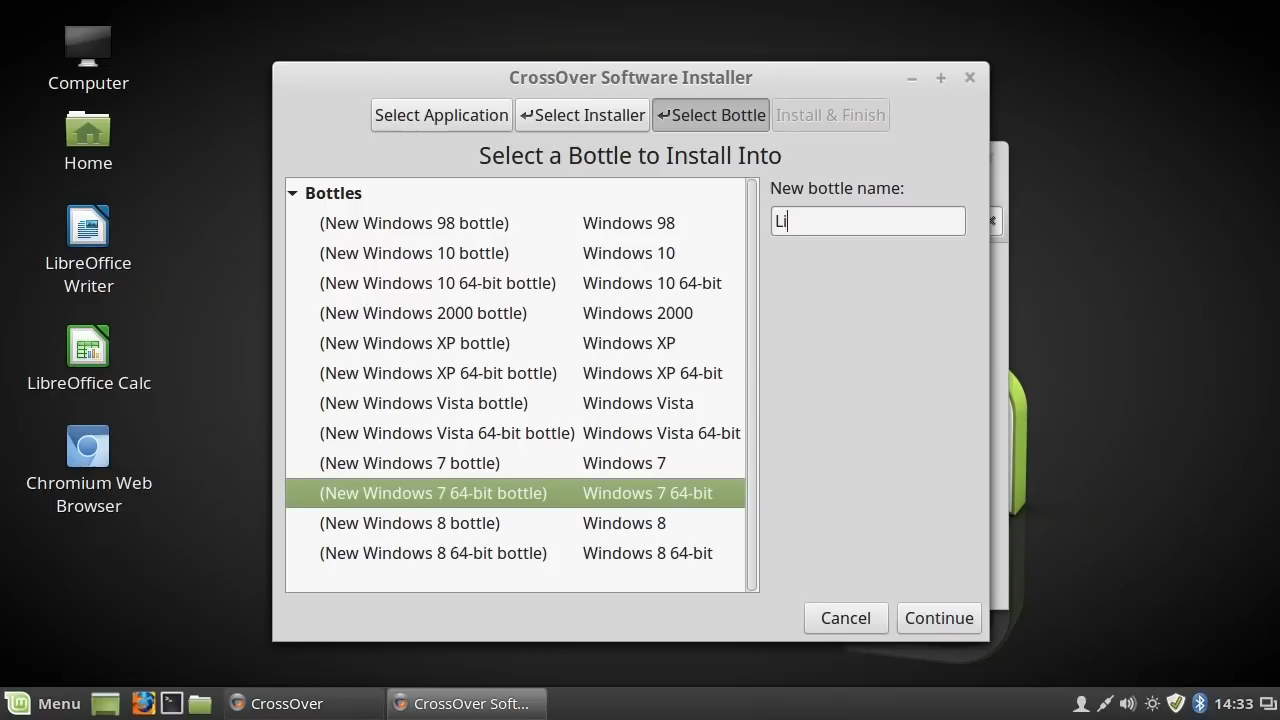 Computer
Home
LibreOffice
Writer
LibreOffice Calc
Chromium Web
Browser
CrossOver Software Installer
Select Application
Select Installer
Select Bottle
Install & Finish
Select a Bottle to Install Into
Bottles
(New Windows 98 bottle) Windows 98
(New Windows 10 bottle) Windows 10
(New Windows 10 64-bit bottle) Windows 10 64-bit
(New Windows 2000 bottle) Windows 2000
(New Windows XP bottle) Windows XP
(New Windows XP 64-bit bottle) Windows XP 64-bit
(New Windows Vista bottle) Windows Vista
(New Windows Vista 64-bit bottle) Windows Vista 64-bit
(New Windows 7 bottle) Windows 7
(New Windows 7 64-bit bottle) Windows 7 64-bit
(New Windows 8 bottle) Windows 8
(New Windows 8 64-bit bottle) Windows 8 64-bit
New bottle name:
Li
Cancel
Continue
Menu
CrossOver
CrossOver Soft...
14:33